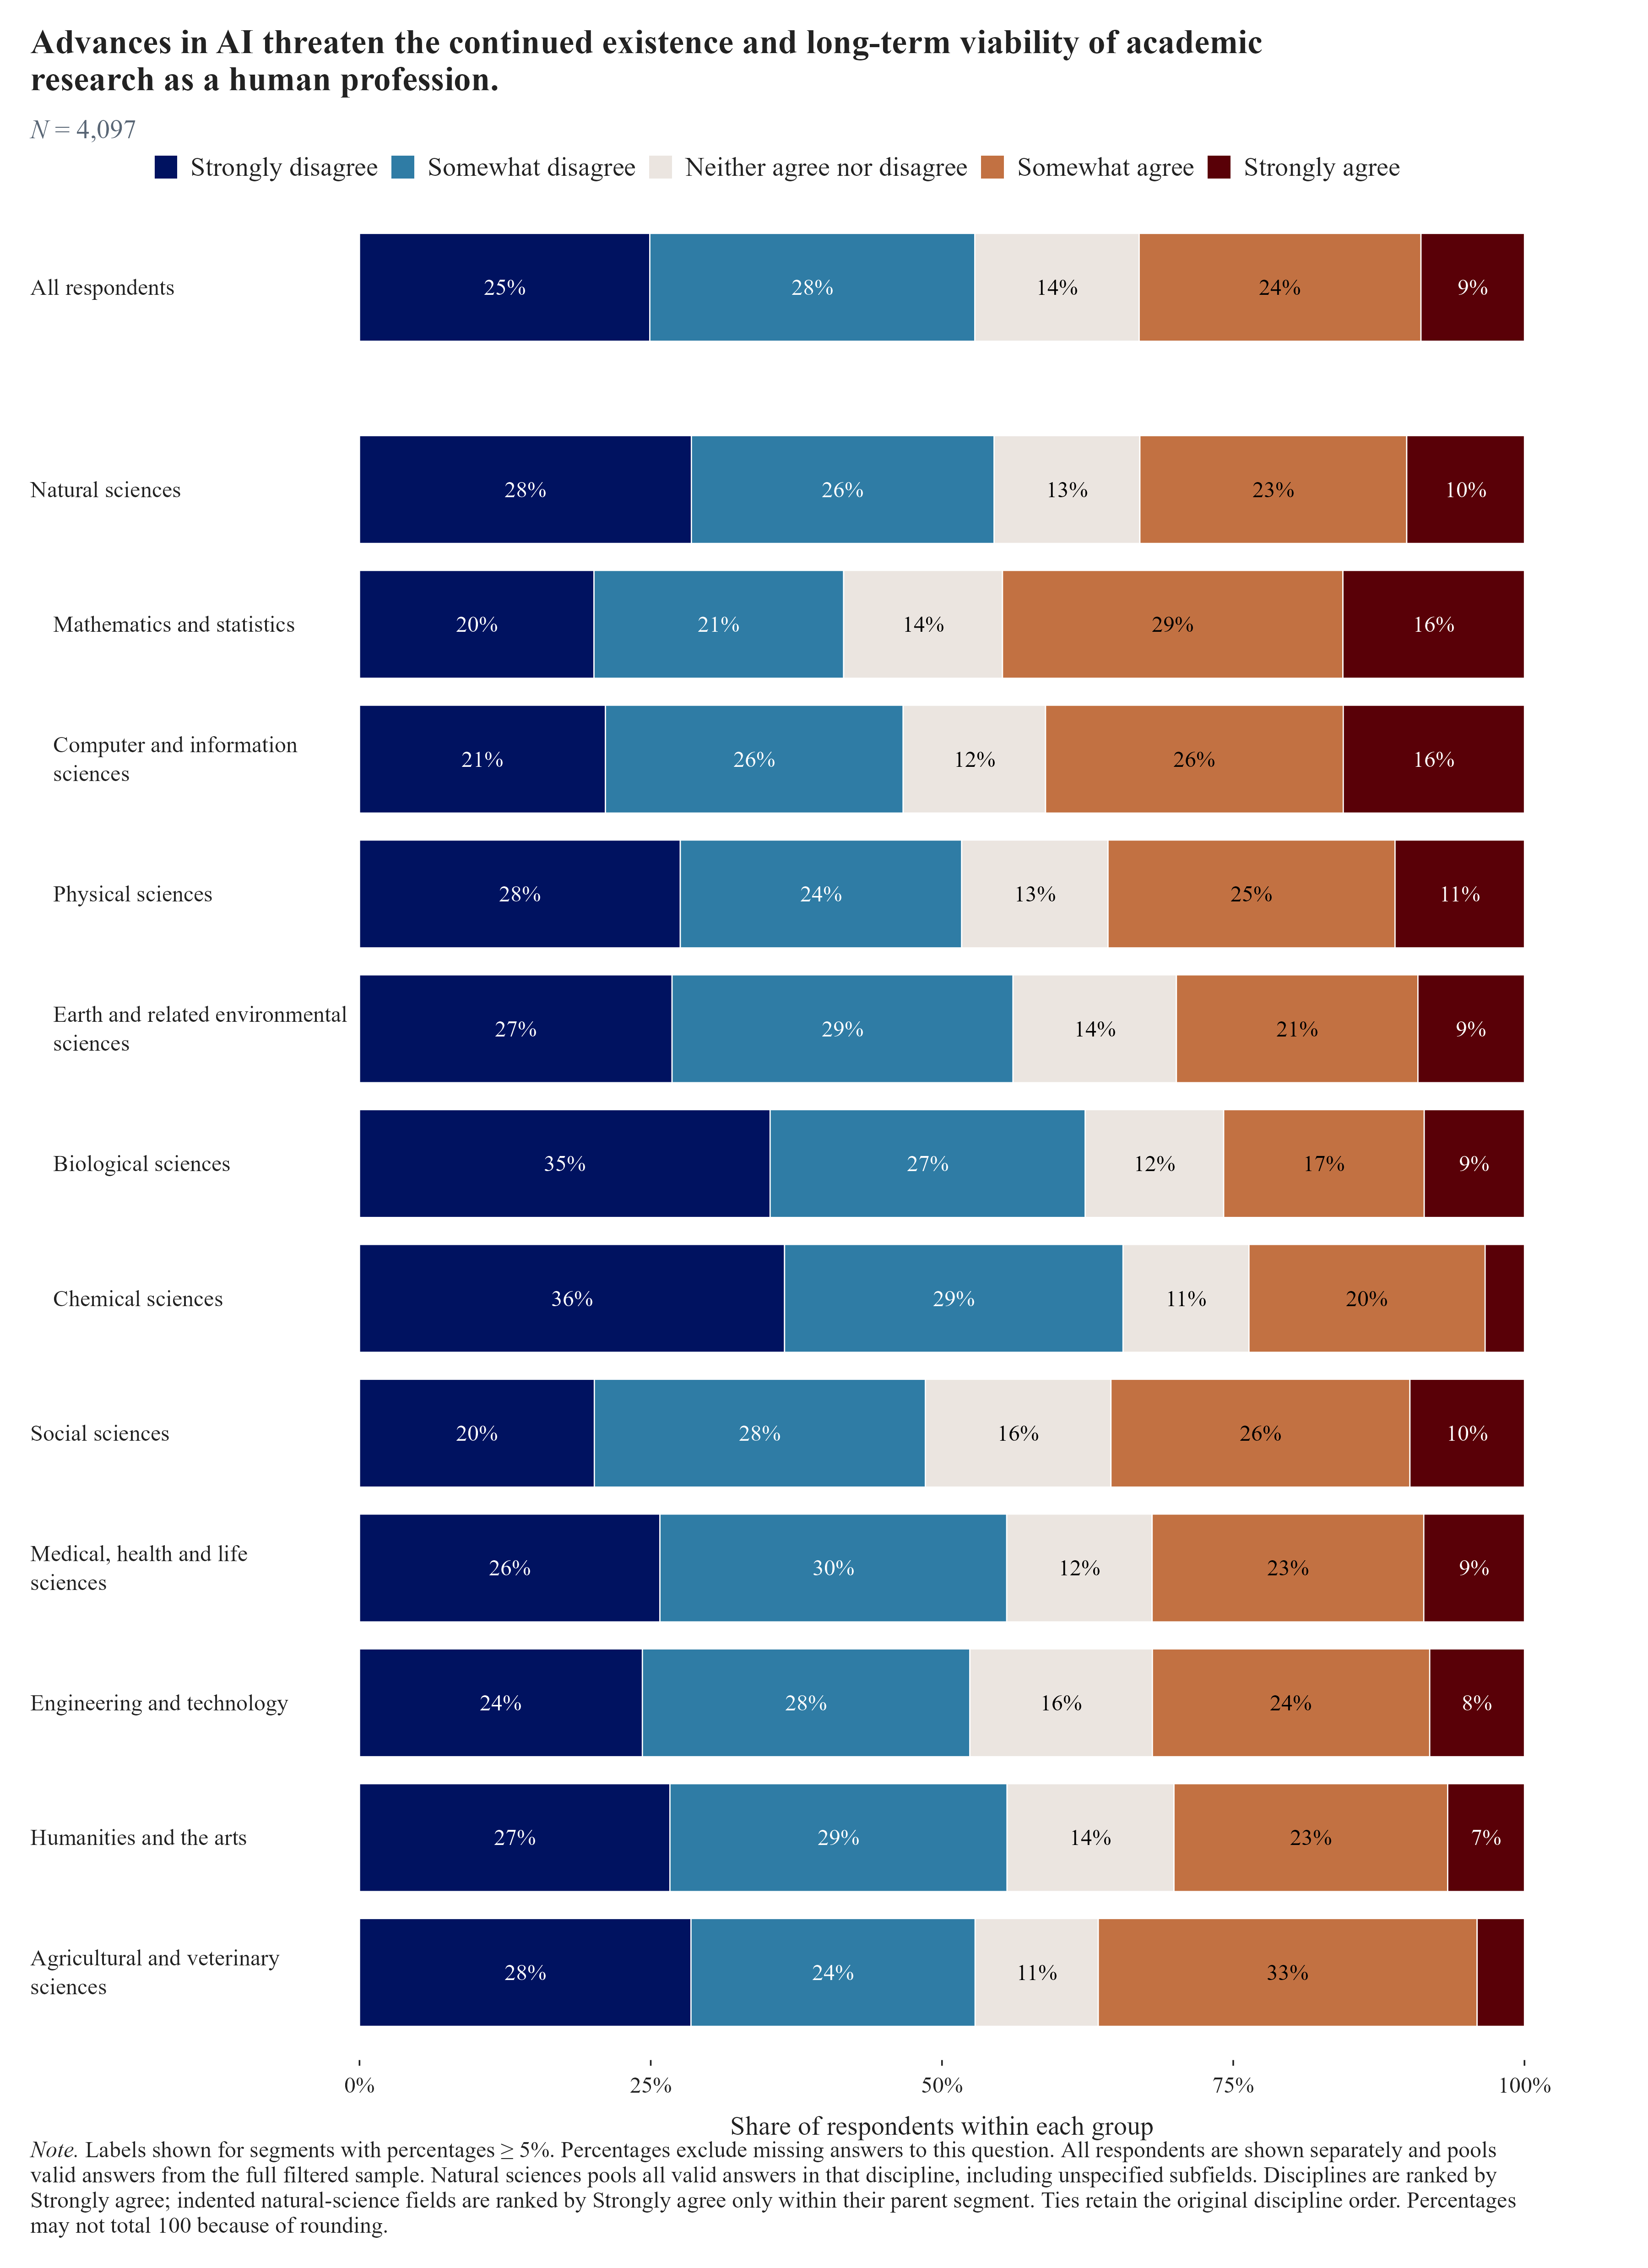 Advances in AI threaten the continued existence and long-term viability of academic
research as a human profession.
N = 4,097
Strongly disagree Somewhat disagree Neither agree nor disagree Somewhat agree Strongly agree
All respondents 25% 28% 14% 24% 9%
Natural sciences 28% 26% 13% 23% 10%
Mathematics and statistics 20% 21% 14% 29% 16%
Computer and information
sciences 21% 26% 12% 26% 16%
Physical sciences 28% 24% 13% 25% 11%
Earth and related environmental
sciences 27% 29% 14% 21% 9%
Biological sciences 35% 27% 12% 17% 9%
Chemical sciences 36% 29% 11% 20%
Social sciences 20% 28% 16% 26% 10%
Medical, health and life
sciences 26% 30% 12% 23% 9%
Engineering and technology 24% 28% 16% 24% 8%
Humanities and the arts 27% 29% 14% 23% 7%
Agricultural and veterinary
sciences 28% 24% 11% 33%
0% 25% 50% 75% 100%
Share of respondents within each group
Note. Labels shown for segments with percentages ≥ 5%. Percentages exclude missing answers to this question. All respondents are shown separately and pools
valid answers from the full filtered sample. Natural sciences pools all valid answers in that discipline, including unspecified subfields. Disciplines are ranked by
Strongly agree; indented natural-science fields are ranked by Strongly agree only within their parent segment. Ties retain the original discipline order. Percentages
may not total 100 because of rounding.